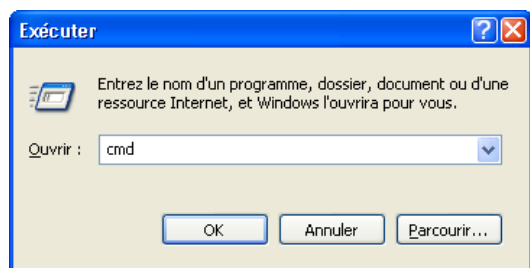 Exécuter
Entrez le nom d'un programme, dossier, document ou d'une
ressource Internet, et Windows l'ouvrira pour vous.
Ouvrir : cmd
OK Annuler Parcourir...